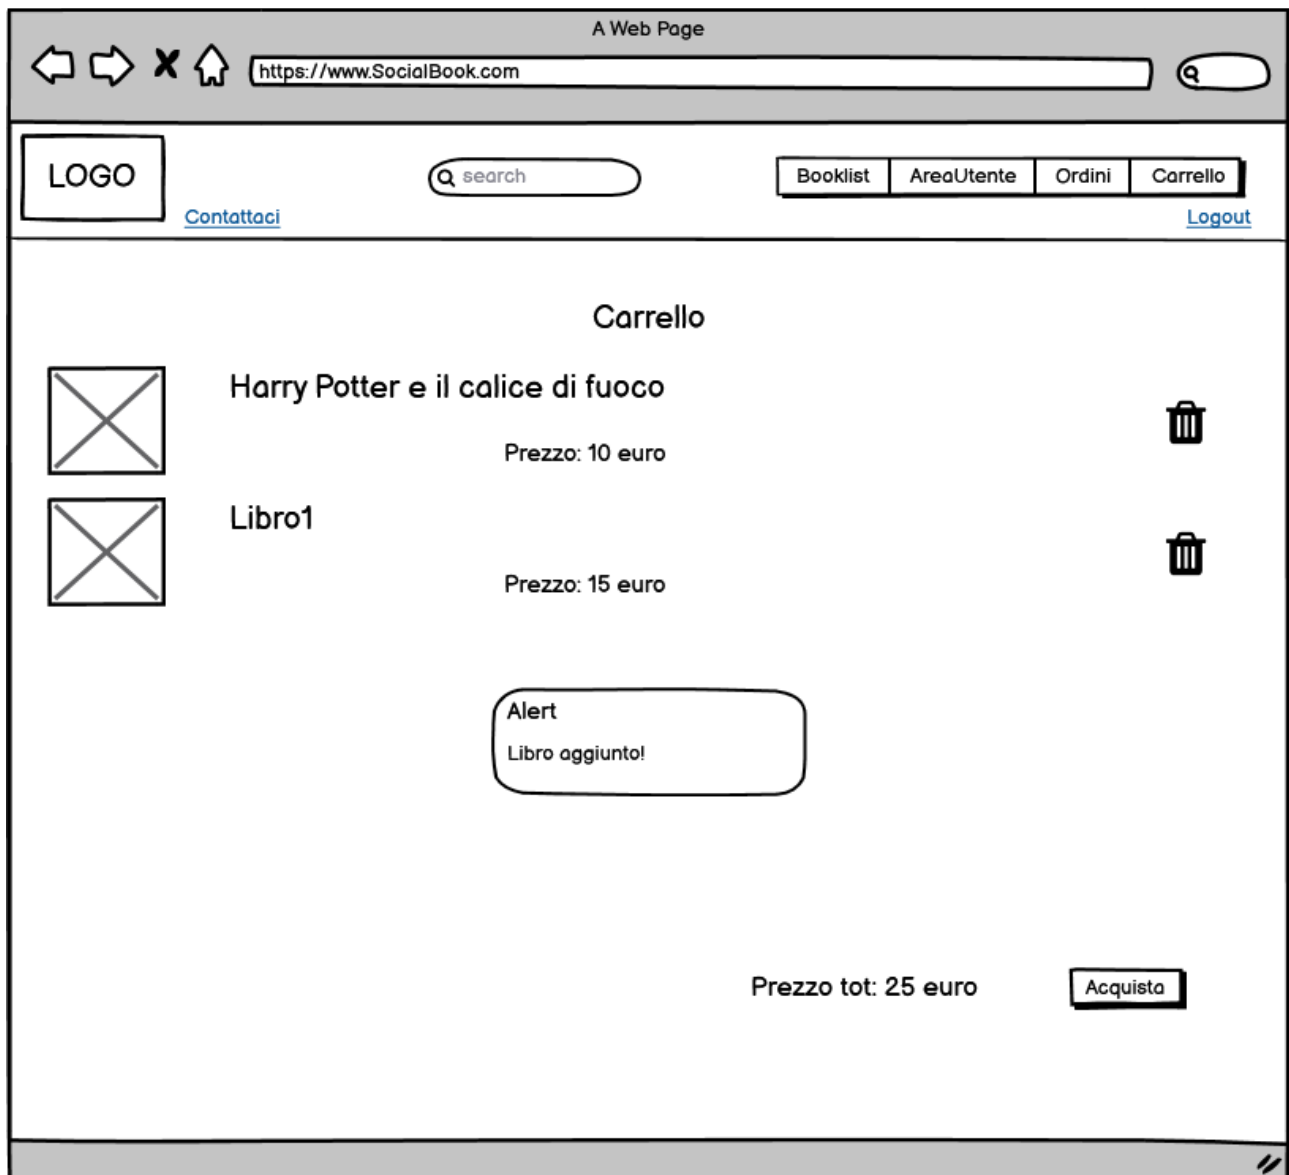 A Web Page
https://www.SocialBook.com
LOGO
search
Booklist AreaUtente Ordini Carrello
Contattaci
Logout
Carrello
Harry Potter e il calice di fuoco
Prezzo: 10 euro
Libro1
Prezzo: 15 euro
Alert
Libro aggiunto!
Prezzo tot: 25 euro
Acquista